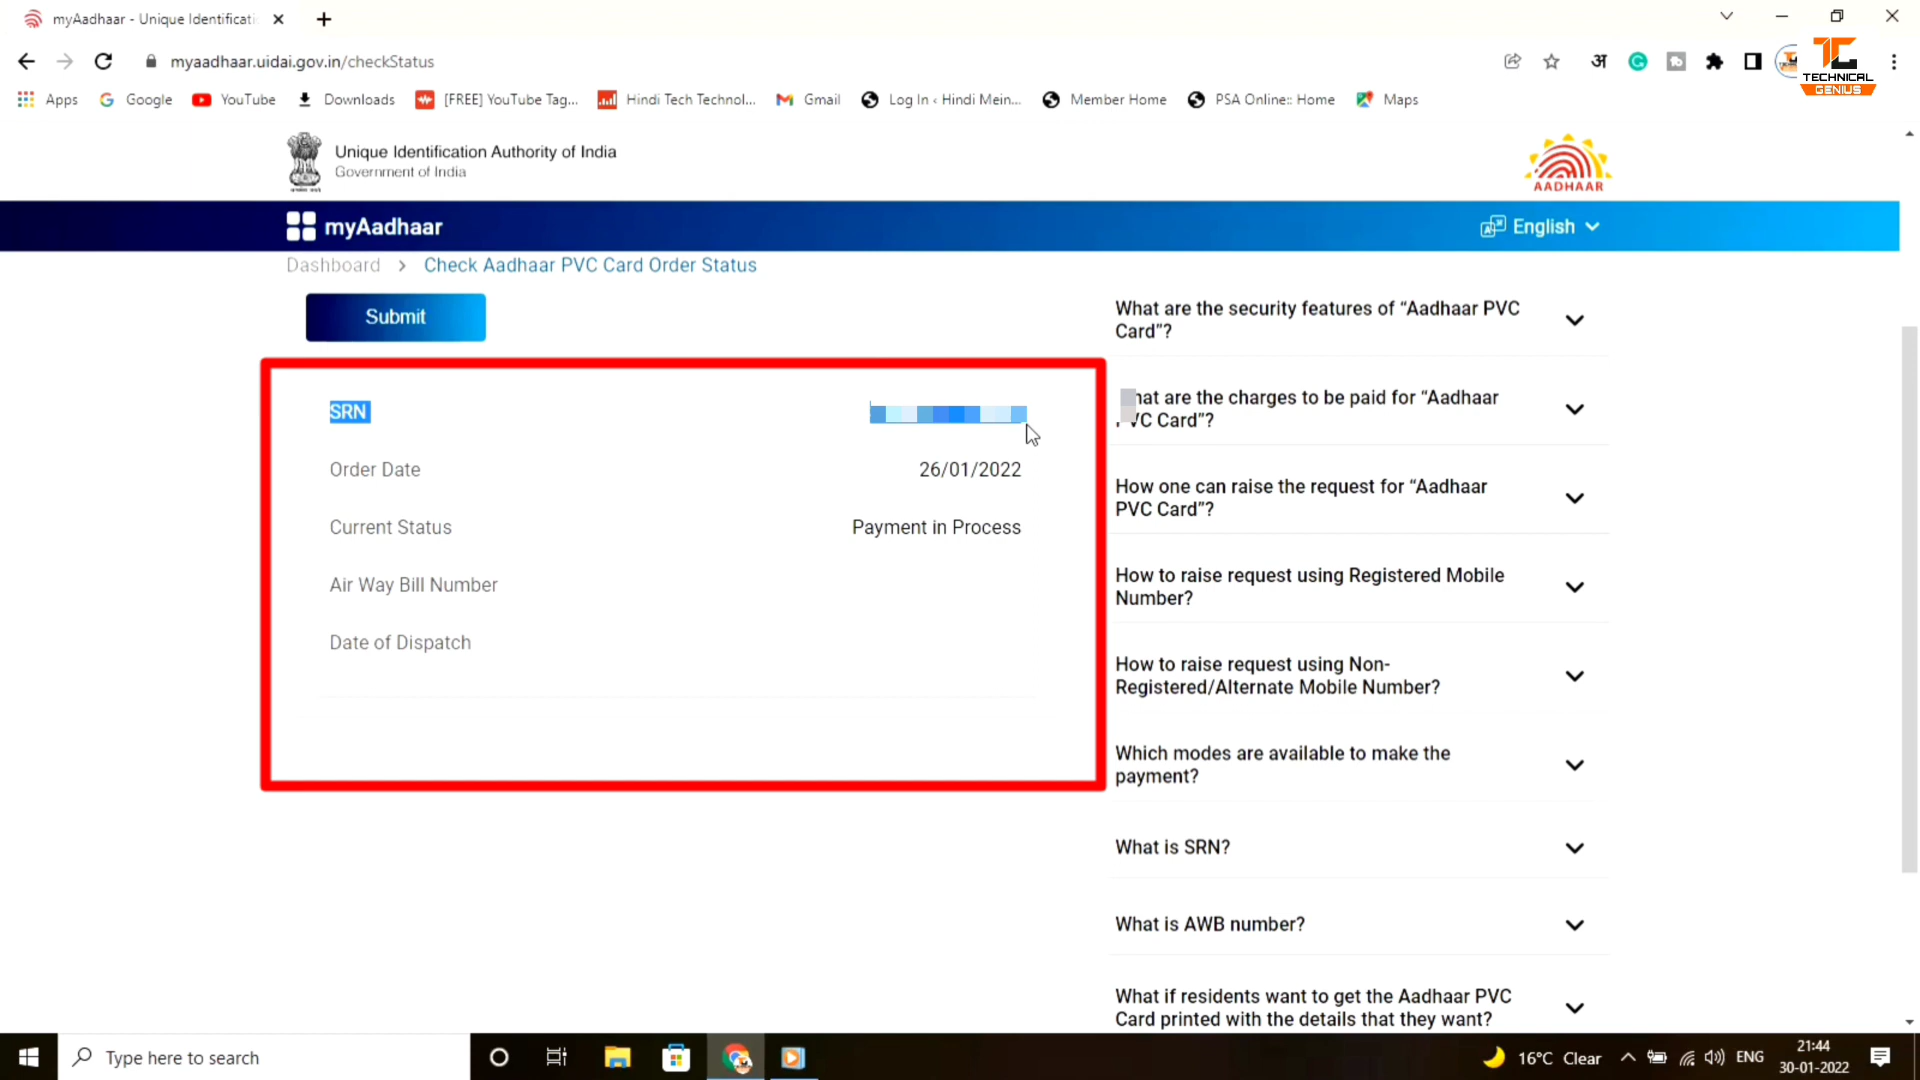 myAadhaar - Unique Identificati
myaadhaar.uidai.gov.in/checkStatus
अ
TECHNICAL
GENIUS
Apps
Google
YouTube
Downloads
[FREE] YouTube Tag...
Hindi Tech Technol...
Gmail
Log In ‹ Hindi Mein...
Member Home
PSA Online:: Home
Maps
Unique Identification Authority of India
Government of India
AADHAAR
myAadhaar
English
Dashboard > Check Aadhaar PVC Card Order Status
Submit
SRN
Order Date 26/01/2022
Current Status Payment in Process
Air Way Bill Number
Date of Dispatch
What are the security features of “Aadhaar PVC
Card”?
hat are the charges to be paid for “Aadhaar
VC Card”?
How one can raise the request for “Aadhaar
PVC Card”?
How to raise request using Registered Mobile
Number?
How to raise request using Non-
Registered/Alternate Mobile Number?
Which modes are available to make the
payment?
What is SRN?
What is AWB number?
What if residents want to get the Aadhaar PVC
Card printed with the details that they want?
Type here to search
16°C Clear
ENG
21:44
30-01-2022